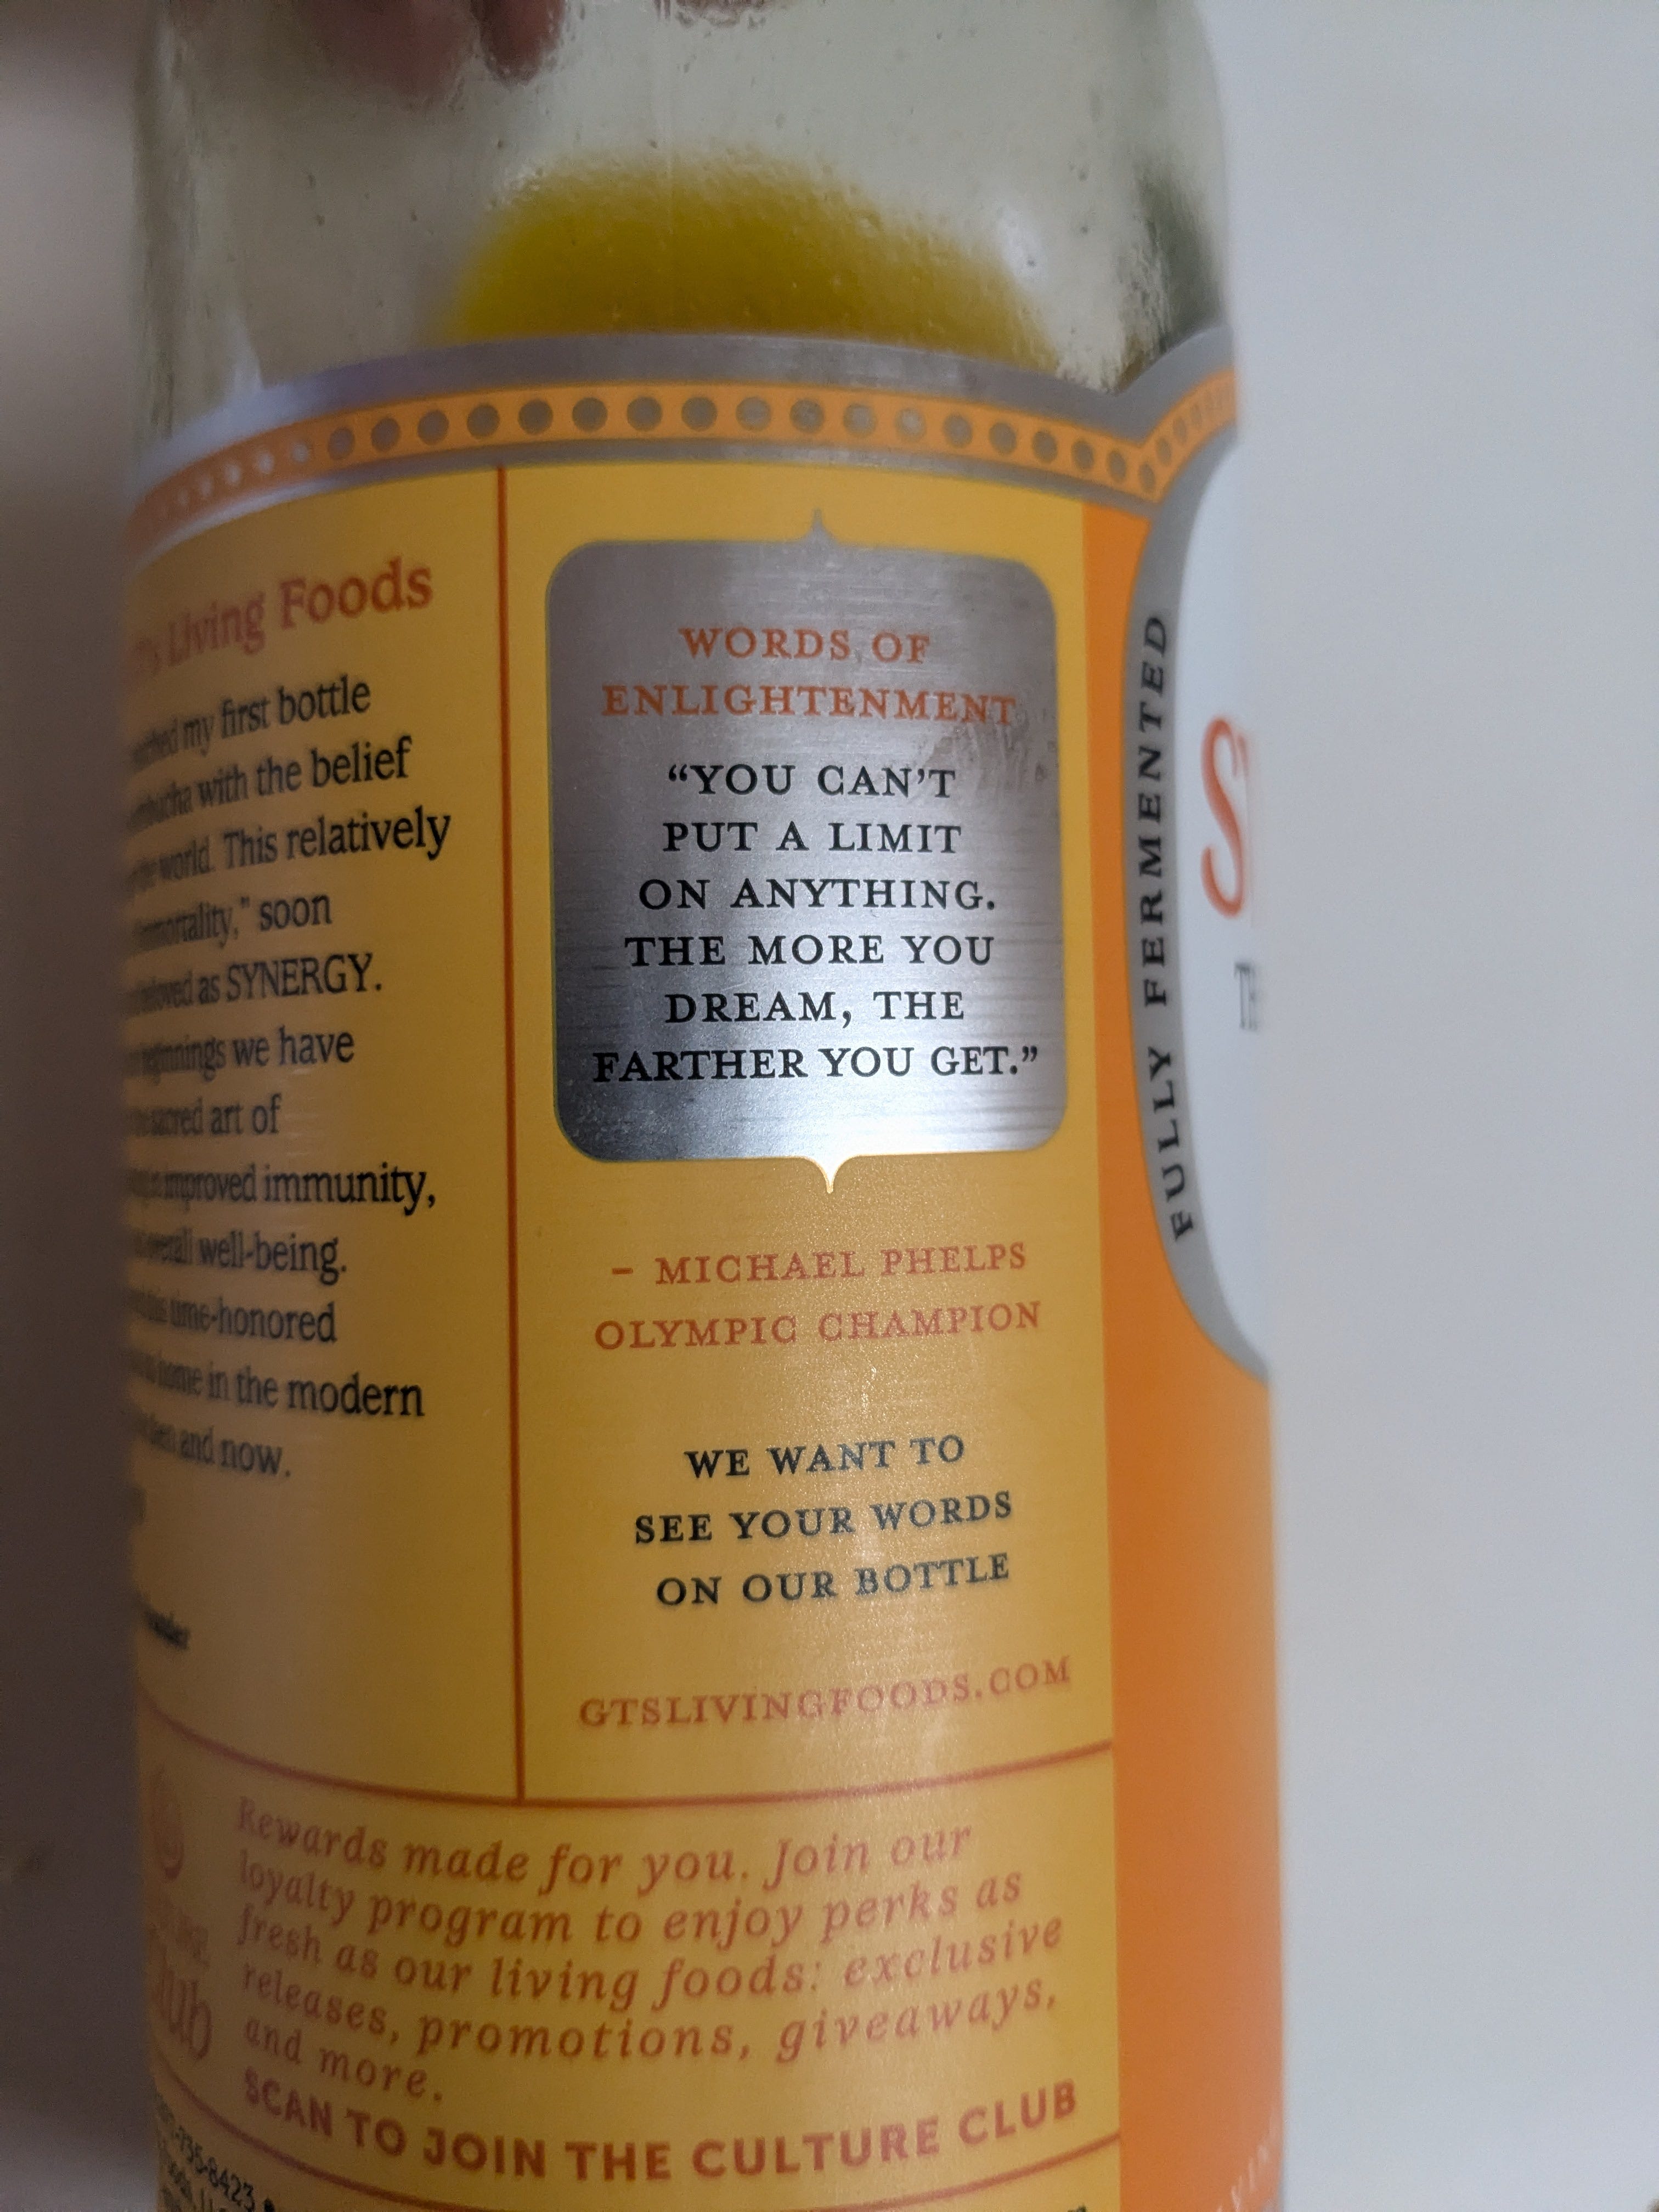 Living Foods
my first bottle
with the belief
world. This relatively
immortality," soon
as SYNERGY.
beginnings we have
sacred art of
improved immunity,
overall well-being.
time-honored
home in the modern
and now.
WORDS OF
ENLIGHTENMENT
“YOU CAN’T
PUT A LIMIT
ON ANYTHING.
THE MORE YOU
DREAM, THE
FARTHER YOU GET.”
– MICHAEL PHELPS
OLYMPIC CHAMPION
WE WANT TO
SEE YOUR WORDS
ON OUR BOTTLE
GTSLIVINGFOODS.COM
FULLY FERMENTED
Rewards made for you. Join our
loyalty program to enjoy perks as
fresh as our living foods: exclusive
releases, promotions, giveaways,
and more.
SCAN TO JOIN THE CULTURE CLUB